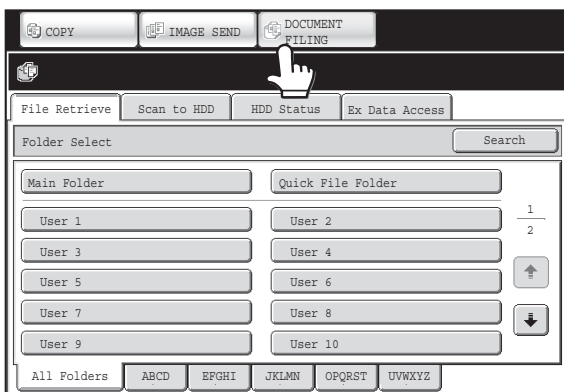 COPY
IMAGE SEND
DOCUMENT
FILING
File Retrieve
Scan to HDD
HDD Status
Ex Data Access
Folder Select
Search
Main Folder
Quick File Folder
User 1
User 2
1
2
User 3
User 4
User 5
User 6
User 7
User 8
User 9
User 10
All Folders
ABCD
EFGHI
JKLMN
OPQRST
UVWXYZ